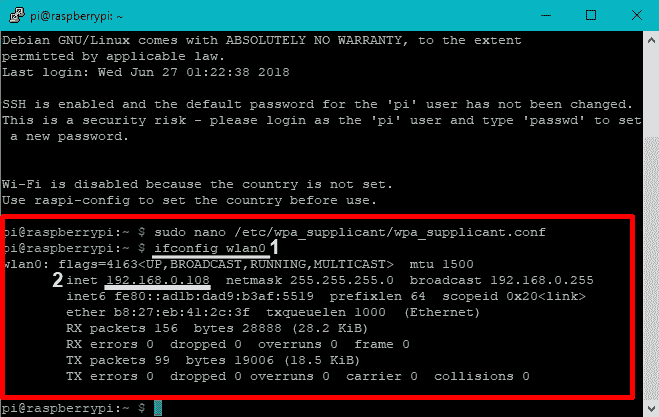 pi@raspberrypi: ~
Debian GNU/Linux comes with ABSOLUTELY NO WARRANTY, to the extent
permitted by applicable law.
Last login: Wed Jun 27 01:22:38 2018
SSH is enabled and the default password for the 'pi' user has not been changed.
This is a security risk - please login as the 'pi' user and type 'passwd' to set
a new password.
Wi-Fi is disabled because the country is not set.
Use raspi-config to set the country before use.
pi@raspberrypi:~ $ sudo nano /etc/wpa_supplicant/wpa_supplicant.conf
pi@raspberrypi:~ $ ifconfig wlan0 1
wlan0: flags=4163<UP,BROADCAST,RUNNING,MULTICAST>  mtu 1500
2 inet 192.168.0.108  netmask 255.255.255.0  broadcast 192.168.0.255
inet6 fe80::ad1b:dad9:b3af:5519  prefixlen 64  scopeid 0x20<link>
ether b8:27:eb:41:2c:3f  txqueuelen 1000  (Ethernet)
RX packets 156  bytes 28888 (28.2 KiB)
RX errors 0  dropped 0  overruns 0  frame 0
TX packets 99  bytes 19006 (18.5 KiB)
TX errors 0  dropped 0 overruns 0  carrier 0  collisions 0
pi@raspberrypi:~ $